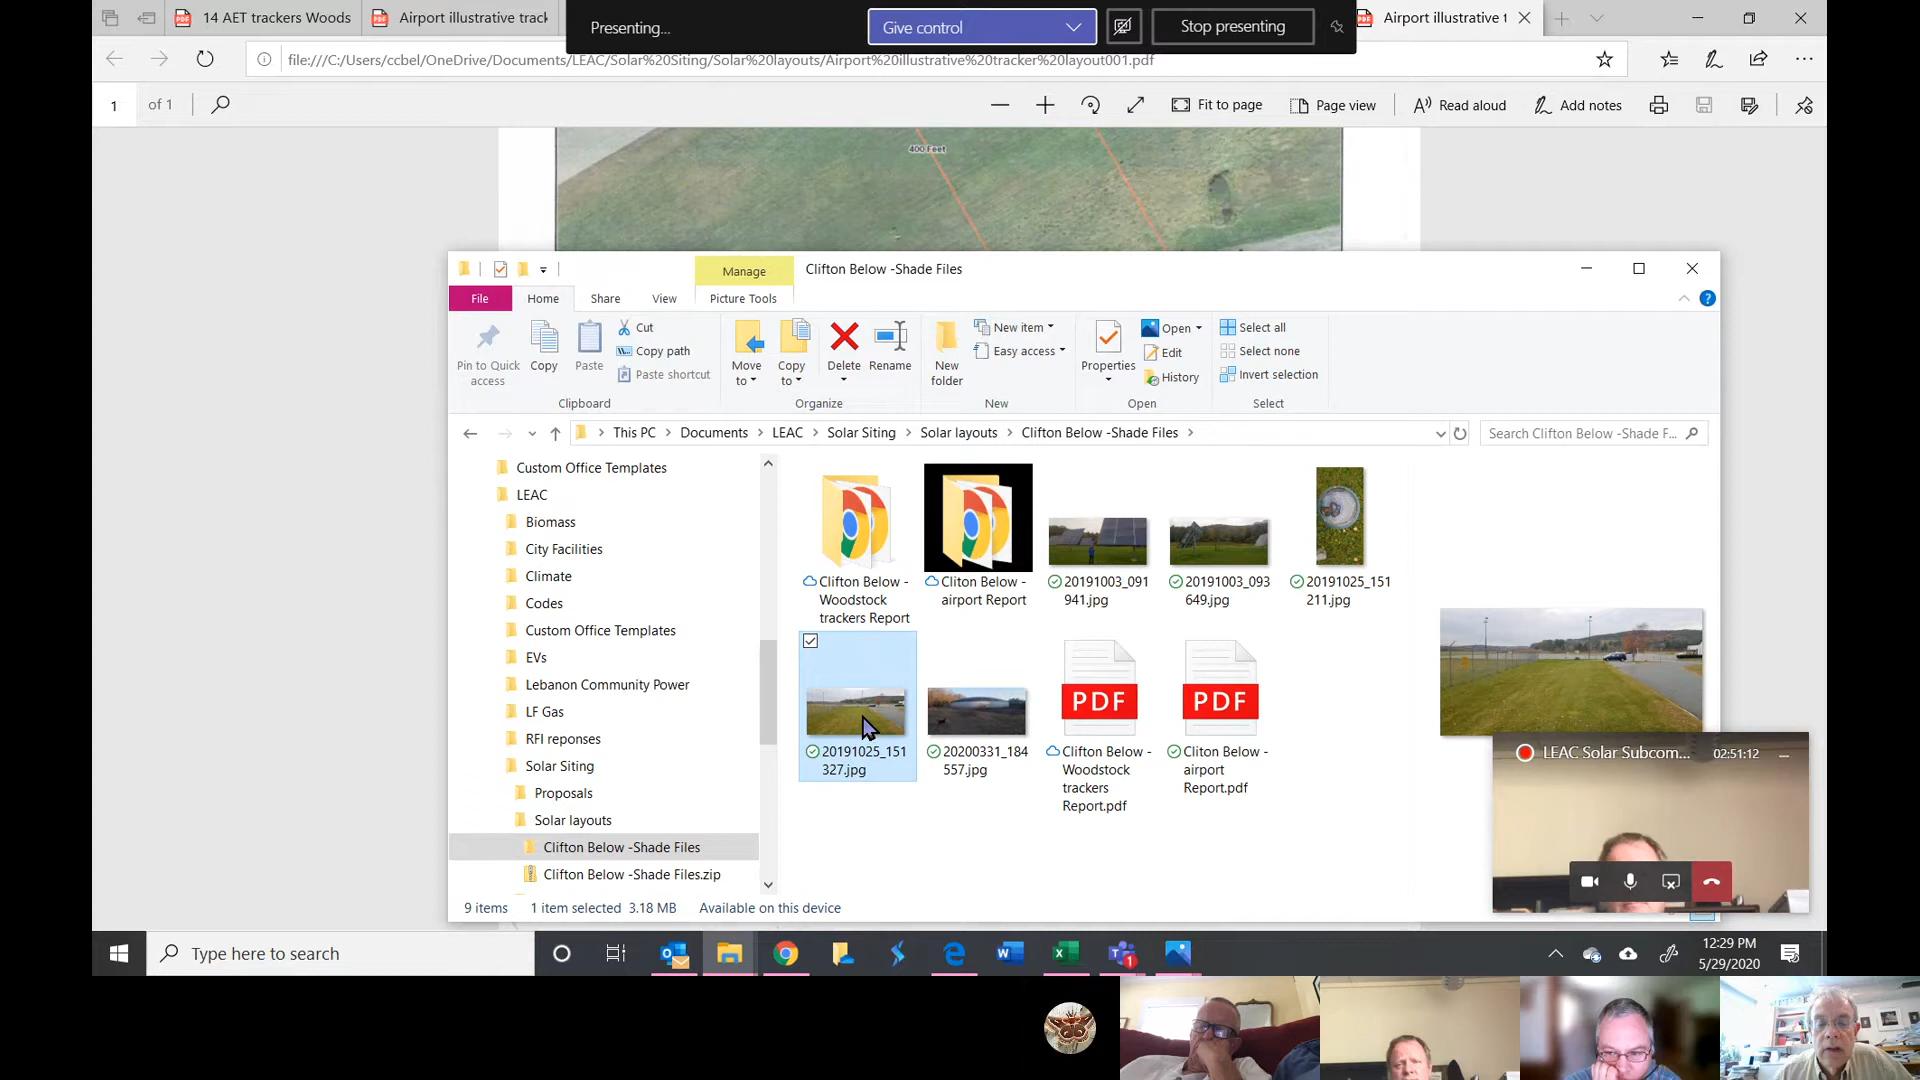 14 AET trackers Woods
Airport illustrative track
Presenting...
Give control
Stop presenting
Airport illustrative t
file:///C:/Users/ccbel/OneDrive/Documents/LEAC/Solar%20Siting/Solar%20layouts/Airport%20illustrative%20tracker%20layout001.pdf
1 of 1
Fit to page
Page view
Read aloud
Add notes
400 Feet
Manage
Clifton Below -Shade Files
File
Home
Share
View
Picture Tools
Pin to Quick access
Copy
Paste
Cut
Copy path
Paste shortcut
Move to
Copy to
Delete
Rename
New folder
New item
Easy access
Properties
Open
Edit
History
Select all
Select none
Invert selection
Clipboard
Organize
New
Open
Select
This PC
Documents
LEAC
Solar Siting
Solar layouts
Clifton Below -Shade Files
Search Clifton Below -Shade F...
Custom Office Templates
LEAC
Biomass
City Facilities
Climate
Codes
Custom Office Templates
EVs
Lebanon Community Power
LF Gas
RFI reponses
Solar Siting
Proposals
Solar layouts
Clifton Below -Shade Files
Clifton Below -Shade Files.zip
Clifton Below -
Woodstock
trackers Report
Cliton Below -
airport Report
20191003_091
941.jpg
20191003_093
649.jpg
20191025_151
211.jpg
20191025_151
327.jpg
20200331_184
557.jpg
PDF
Clifton Below -
Woodstock
trackers
Report.pdf
PDF
Cliton Below -
airport
Report.pdf
LEAC Solar Subcom...
02:51:12
9 items
1 item selected 3.18 MB
Available on this device
Type here to search
1
12:29 PM
5/29/2020